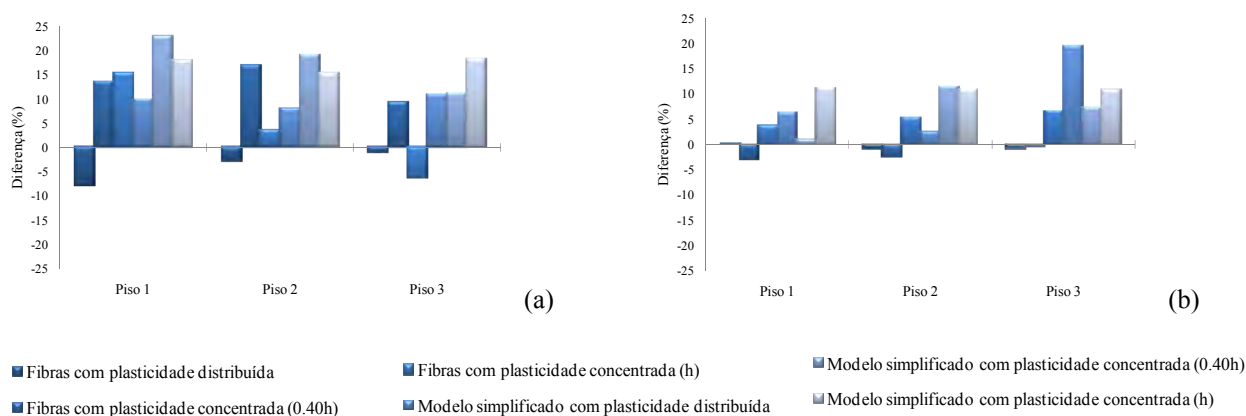 25
20
15
10
5
0
-5
-10
-15
-20
-25
Diferença (%)
Piso 1 Piso 2 Piso 3
(a)
25
20
15
10
5
0
-5
-10
-15
-20
-25
Diferença (%)
Piso 1 Piso 2 Piso 3
(b)
Fibras com plasticidade distribuída
Fibras com plasticidade concentrada (0.40h)
Fibras com plasticidade concentrada (h)
Modelo simplificado com plasticidade distribuída
Modelo simplificado com plasticidade concentrada (0.40h)
Modelo simplificado com plasticidade concentrada (h)